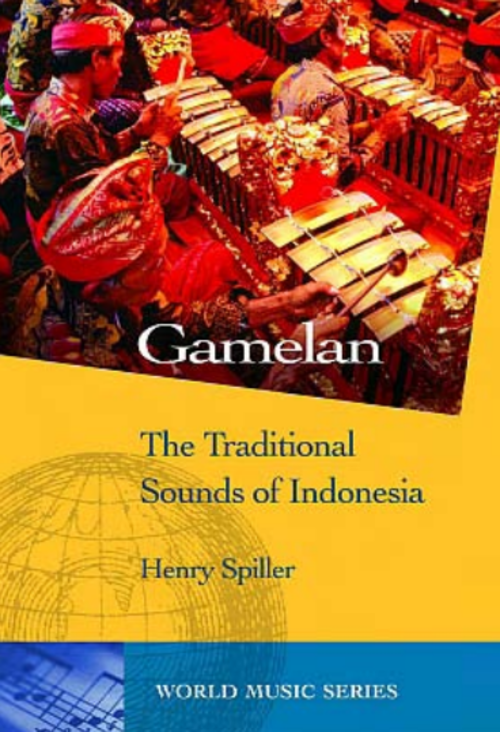 Gamelan
The Traditional
Sounds of Indonesia
Henry Spiller
WORLD MUSIC SERIES